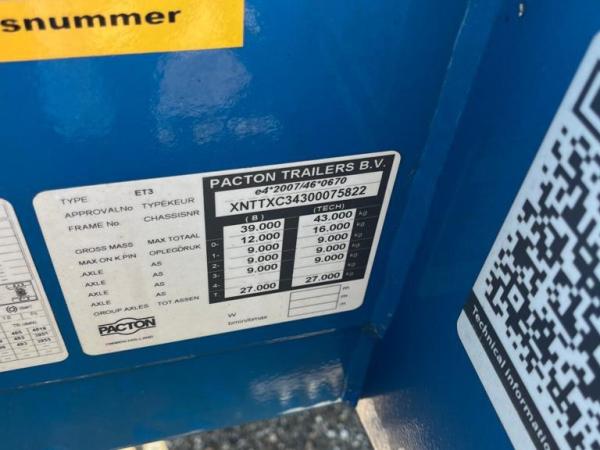 snummer
PACTON TRAILERS B.V.
TYPE ET3 e4*2007/46*0670
APPROVALNo TYPEKEUR XNTTXC34300075822
FRAME No. CHASSISNR (B) (TECH)
39.000 43.000 kg
GROSS MASS MAX TOTAAL 0- 12.000 16.000 kg
MAX ON K.PIN OPLEGDRUK 1- 9.000 9.000 kg
AXLE AS 2- 9.000 9.000 kg
AXLE AS 3- 9.000 9.000 kg
AXLE AS 4-
GROUP AXLES TOT ASSEN T: 27.000 27.000 kg
W
bmin/bmax
PACTON
Technical information